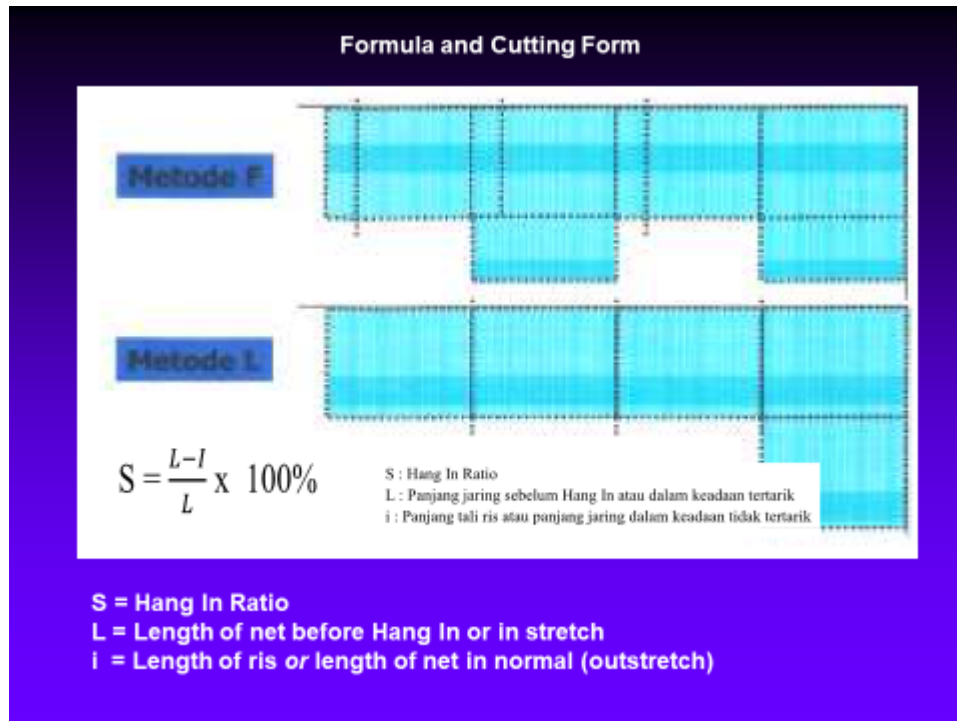 Formula and Cutting Form
Metode F
Metode L
S = L-I/L x 100%
S : Hang In Ratio
L : Panjang jaring sebelum Hang In atau dalam keadaan tertarik
i : Panjang tali ris atau panjang jaring dalam keadaan tidak tertarik
S = Hang In Ratio
L = Length of net before Hang In or in stretch
i = Length of ris or length of net in normal (outstretch)